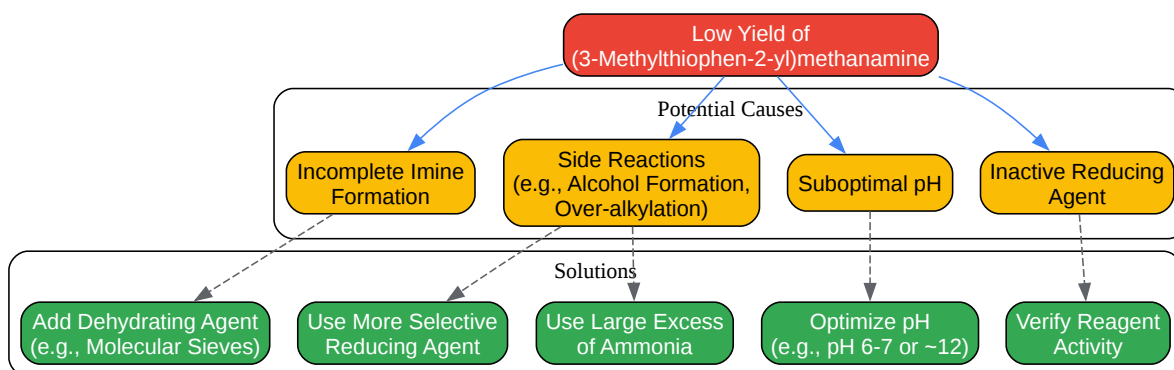 Low Yield of
(3-Methylthiophen-2-yl)methanamine
Potential Causes
Incomplete Imine
Formation
Side Reactions
(e.g., Alcohol Formation,
Over-alkylation)
Suboptimal pH
Inactive Reducing
Agent
Solutions
Add Dehydrating Agent
(e.g., Molecular Sieves)
Use More Selective
Reducing Agent
Use Large Excess
of Ammonia
Optimize pH
(e.g., pH 6-7 or ~12)
Verify Reagent
Activity